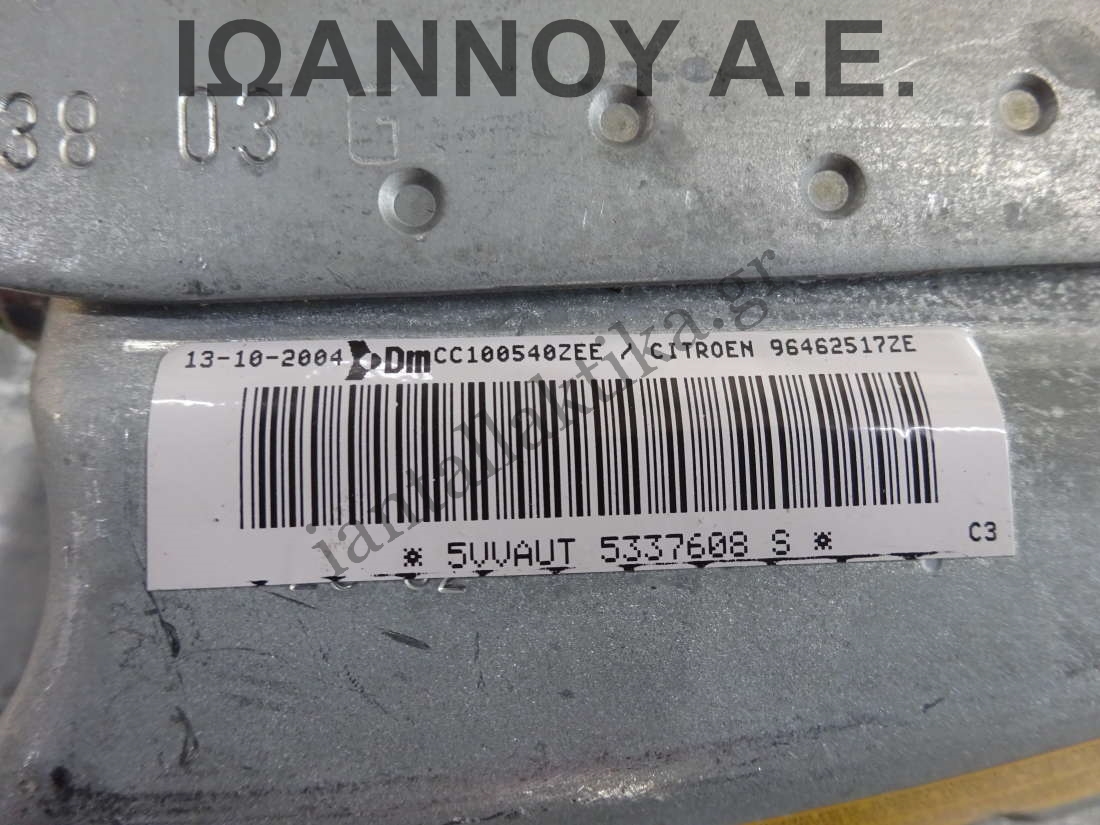 ΙΩΑΝΝΟΥ Α.Ε.
38 03 G
13-10-2004 Dm CC100540ZEE / CITROEN 96462517ZE
iantallaktika.gr
* 5VVAUT 5337608 S *
C3